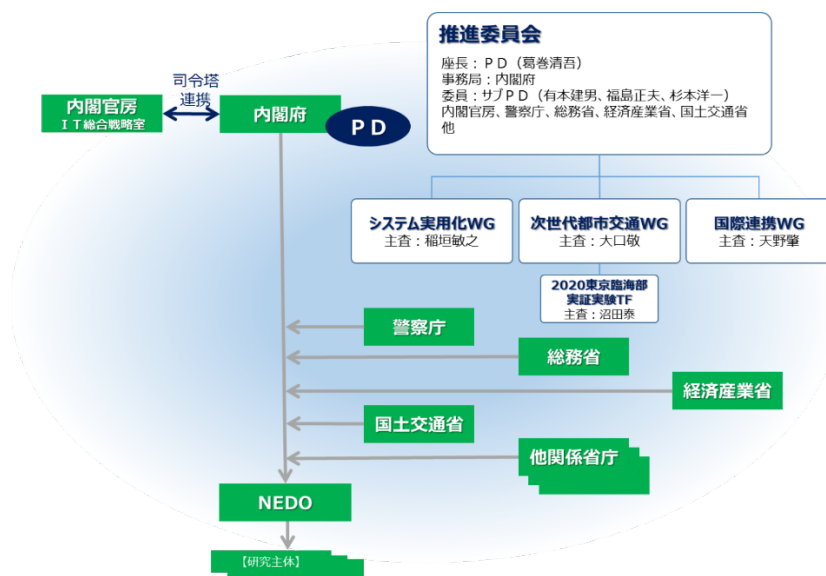 推進委員会
座長：ＰＤ（葛巻清吾）
事務局：内閣府
委員：サブＰＤ（有本建男、福島正夫、杉本洋一）
内閣官房、警察庁、総務省、経済産業省、国土交通省
他
司令塔
連携
内閣官房
ＩＴ総合戦略室
内閣府
ＰＤ
システム実用化WG
主査：稲垣敏之
次世代都市交通WG
主査：大口敬
国際連携WG
主査：天野肇
2020東京臨海部
実証実験TF
主査：沼田泰
警察庁
総務省
経済産業省
国土交通省
他関係省庁
NEDO
【研究主体】